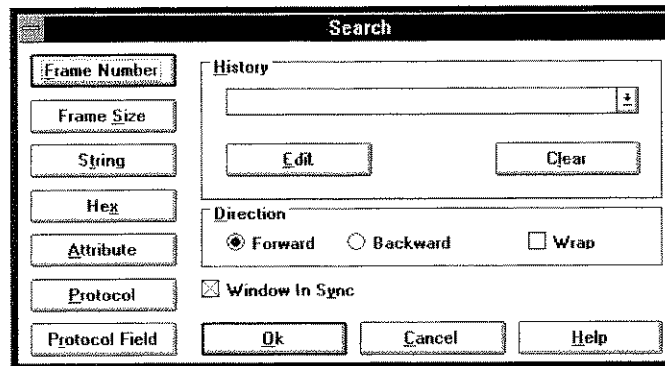 Search
Frame Number
Frame Size
String
Hex
Attribute
Protocol
Protocol Field
History
Edit
Clear
Direction
Forward
Backward
Wrap
Window In Sync
Ok
Cancel
Help